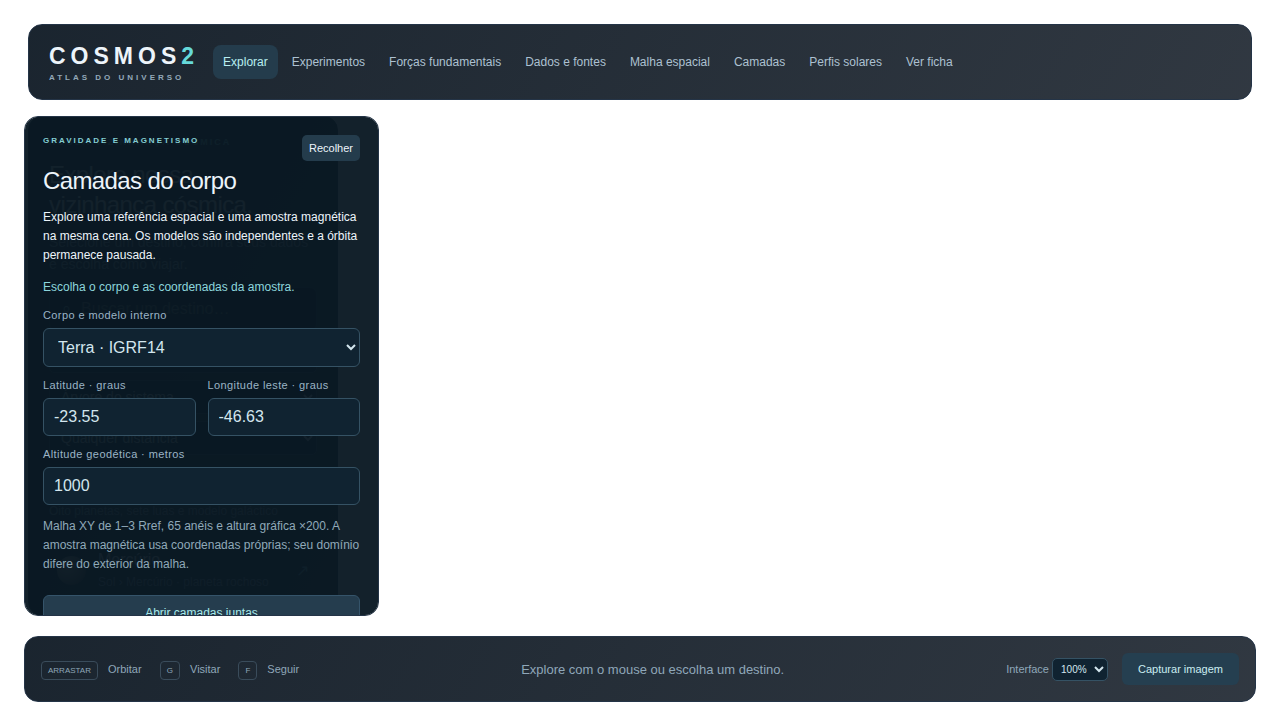 COSMOS2
ATLAS DO UNIVERSO
Explorar
Experimentos
Forças fundamentais
Dados e fontes
Malha espacial
Camadas
Perfis solares
Ver ficha
GRAVIDADE E MAGNETISMO
Recolher
Camadas do corpo
vizinhança cósmica
Explore uma referência espacial e uma amostra magnética
na mesma cena. Os modelos são independentes e a órbita
permanece pausada.
Escolha o corpo e as coordenadas da amostra.
Corpo e modelo interno
Terra · IGRF14
Latitude · graus
Longitude leste · graus
-23.55
-46.63
Altitude geodética · metros
1000
Malha XY de 1–3 Rref, 65 anéis e altura gráfica ×200. A
amostra magnética usa coordenadas próprias; seu domínio
difere do exterior da malha.
Abrir camadas juntas
ARRASTAR
Orbitar
G
Visitar
F
Seguir
Explore com o mouse ou escolha um destino.
Interface
100%
Capturar imagem